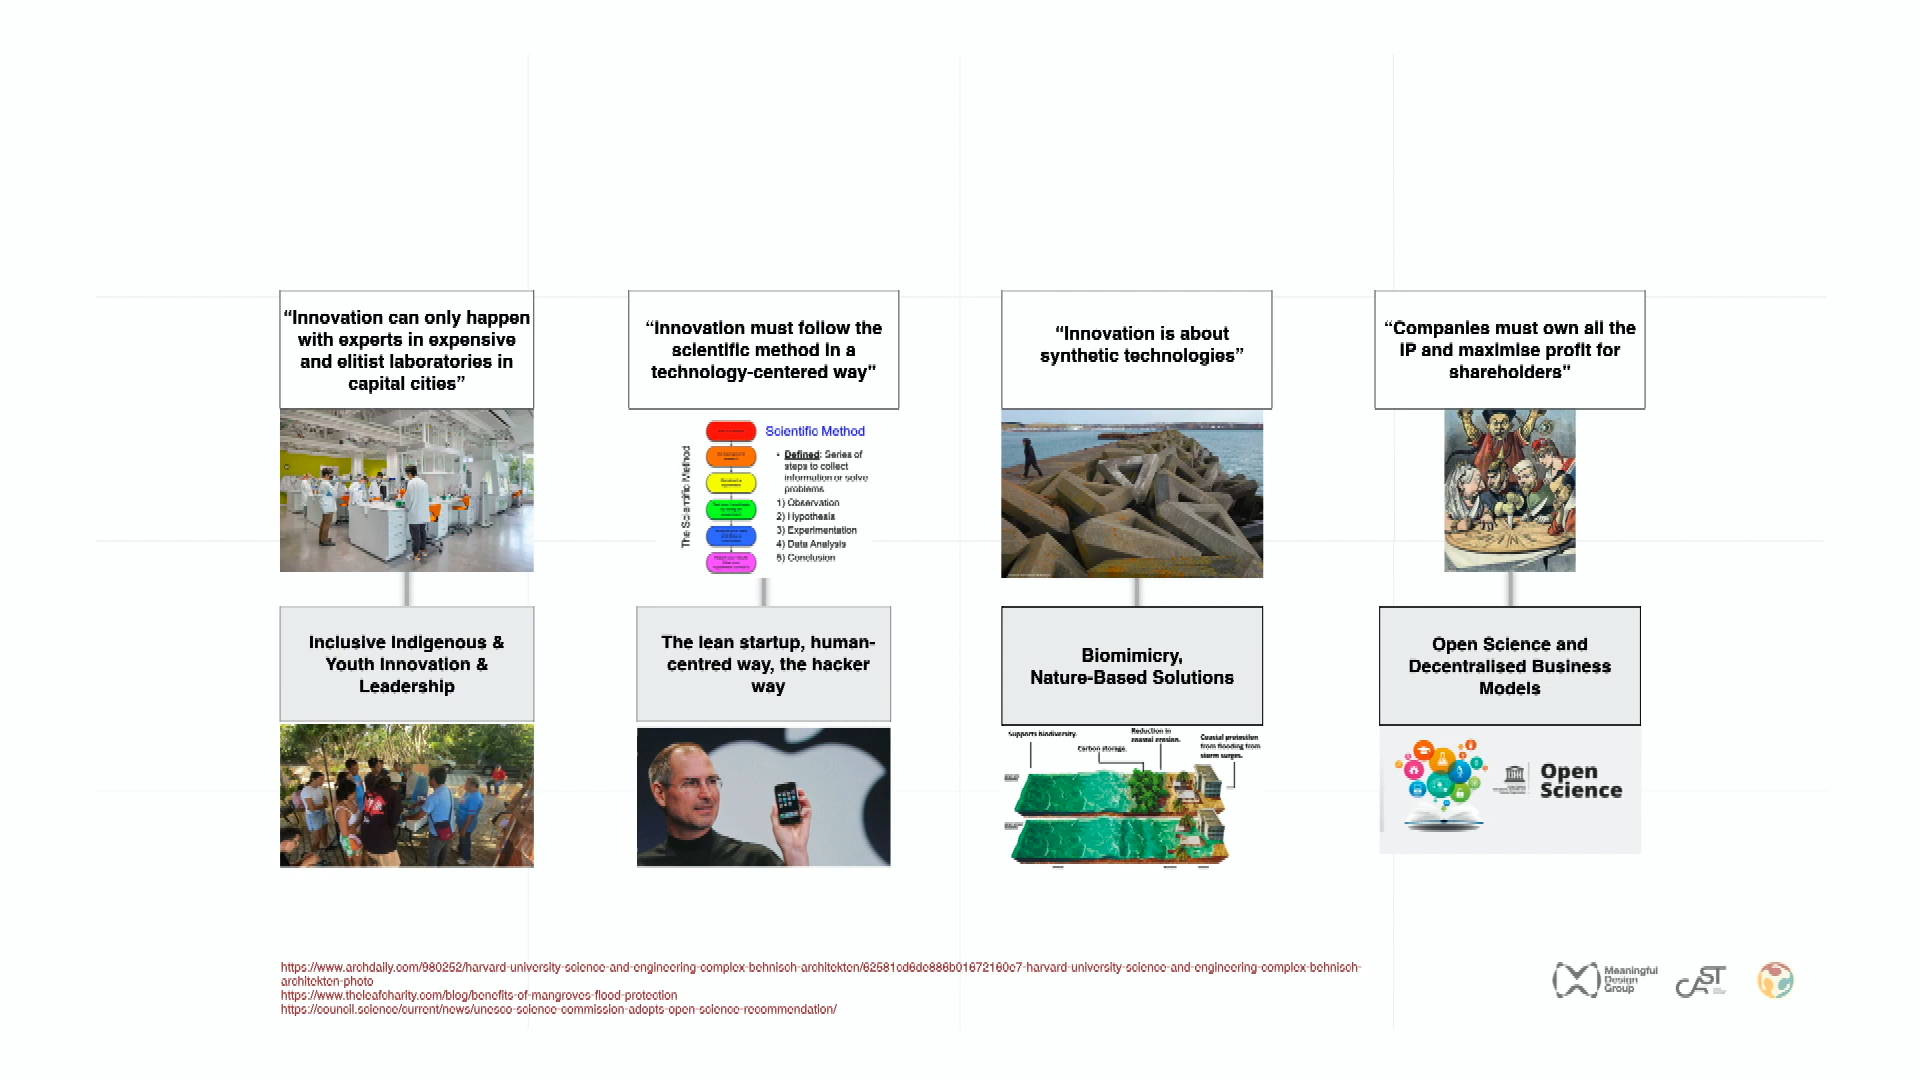 “Innovation can only happen
with experts in expensive
and elitist laboratories in
capital cities”
“Innovation must follow the
scientific method in a
technology-centered way”
“Innovation is about
synthetic technologies”
“Companies must own all the
IP and maximise profit for
shareholders”
The Scientific Method
Scientific Method
• Defined: Series of
steps to collect
information or solve
problems
1) Observation
2) Hypothesis
3) Experimentation
4) Data Analysis
5) Conclusion
Inclusive Indigenous &
Youth Innovation &
Leadership
The lean startup, human-
centred way, the hacker
way
Biomimicry,
Nature-Based Solutions
Open Science and
Decentralised Business
Models
Supports biodiversity.
Carbon storage.
Reduction in
coastal erosion.
Coastal protection
from flooding from
storm surges.
Open
Science
https://www.archdaily.com/980252/harvard-university-science-and-engineering-complex-behnisch-architekten/62581cd6de886b01672160e7-harvard-university-science-and-engineering-complex-behnisch-
architekten-photo
https://www.theleafcharity.com/blog/benefits-of-mangroves-flood-protection
https://council.science/current/news/unesco-science-commission-adopts-open-science-recommendation/
Meaningful
Design
Group
CAST